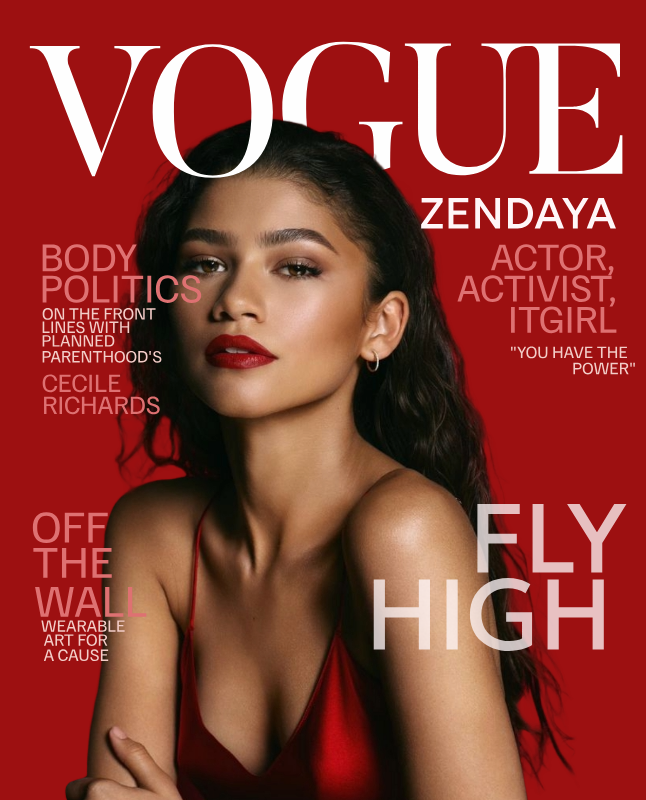 VOGUE
ZENDAYA
ACTOR,
ACTIVIST,
ITGIRL
"YOU HAVE THE
POWER"
BODY
POLITICS
ON THE FRONT
LINES WITH
PLANNED
PARENTHOOD'S
CECILE
RICHARDS
OFF
THE
WALL
WEARABLE
ART FOR
A CAUSE
FLY
HIGH